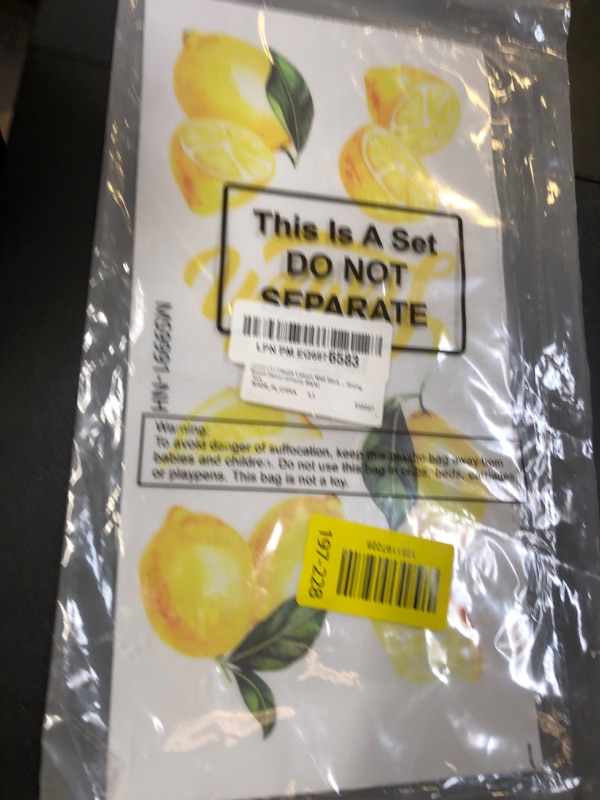 This Is A Set
DO NOT
SEPARATE
LPN PM
6583
MS9991-NH
Warning:
To avoid danger of suffocation, keep this plastic bag away from
babies and children. Do not use this bag in cribs, beds, carriages
or playpens. This bag is not a toy.
197-228